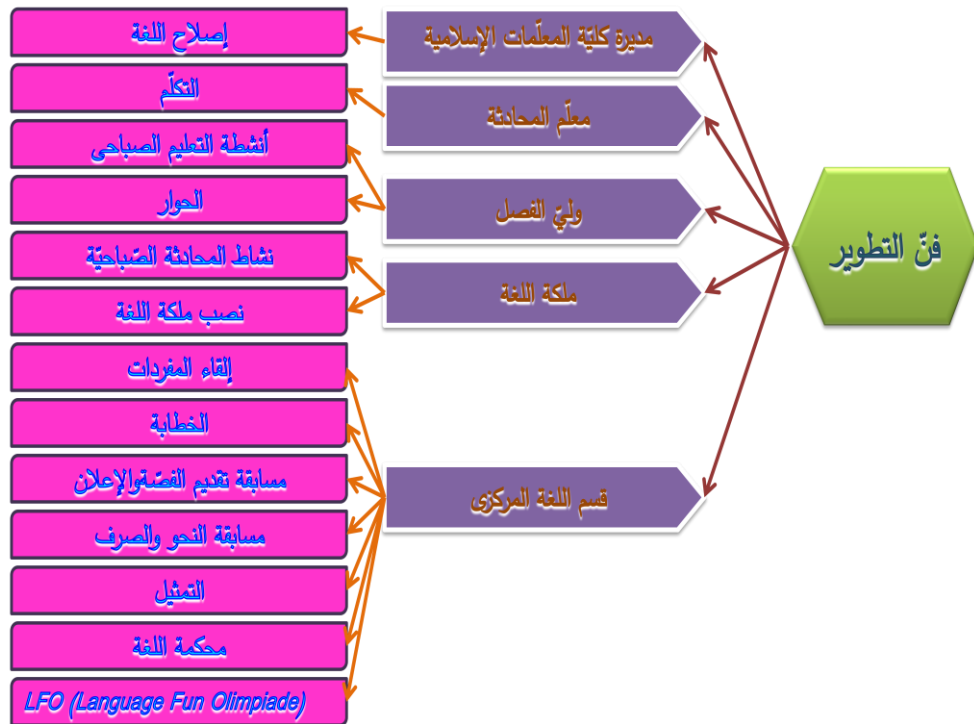 فنّ التطوير
مديرة كليّة المعلّمات الإسلامية
إصلاح اللغة
معلّم المحادثة
التكلّم
وليّ الفصل
أنشطة التعليم الصباحى
الحوار
ملكة اللغة
نشاط المحادثة الصّباحيّة
نصب ملكة اللغة
قسم اللغة المركزى
إلقاء المفردات
الخطابة
مسابقة تقديم القصّةوالإعلان
مسابقة النحو والصرف
التمثيل
محكمة اللغة
LFO (Language Fun Olimpiade)